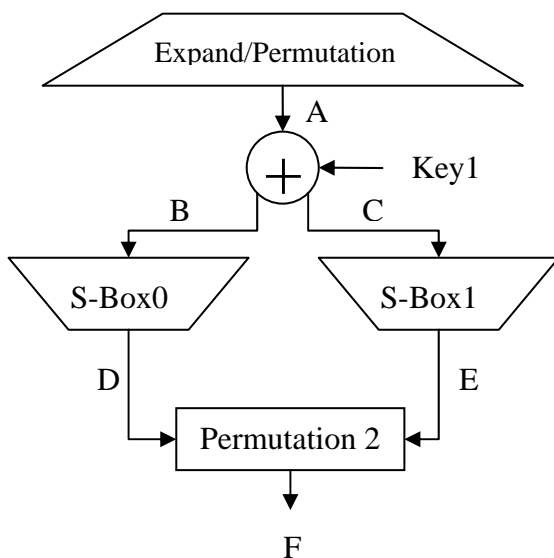 Expand/Permutation
A
Key1
B
C
S-Box0
S-Box1
D
E
Permutation 2
F